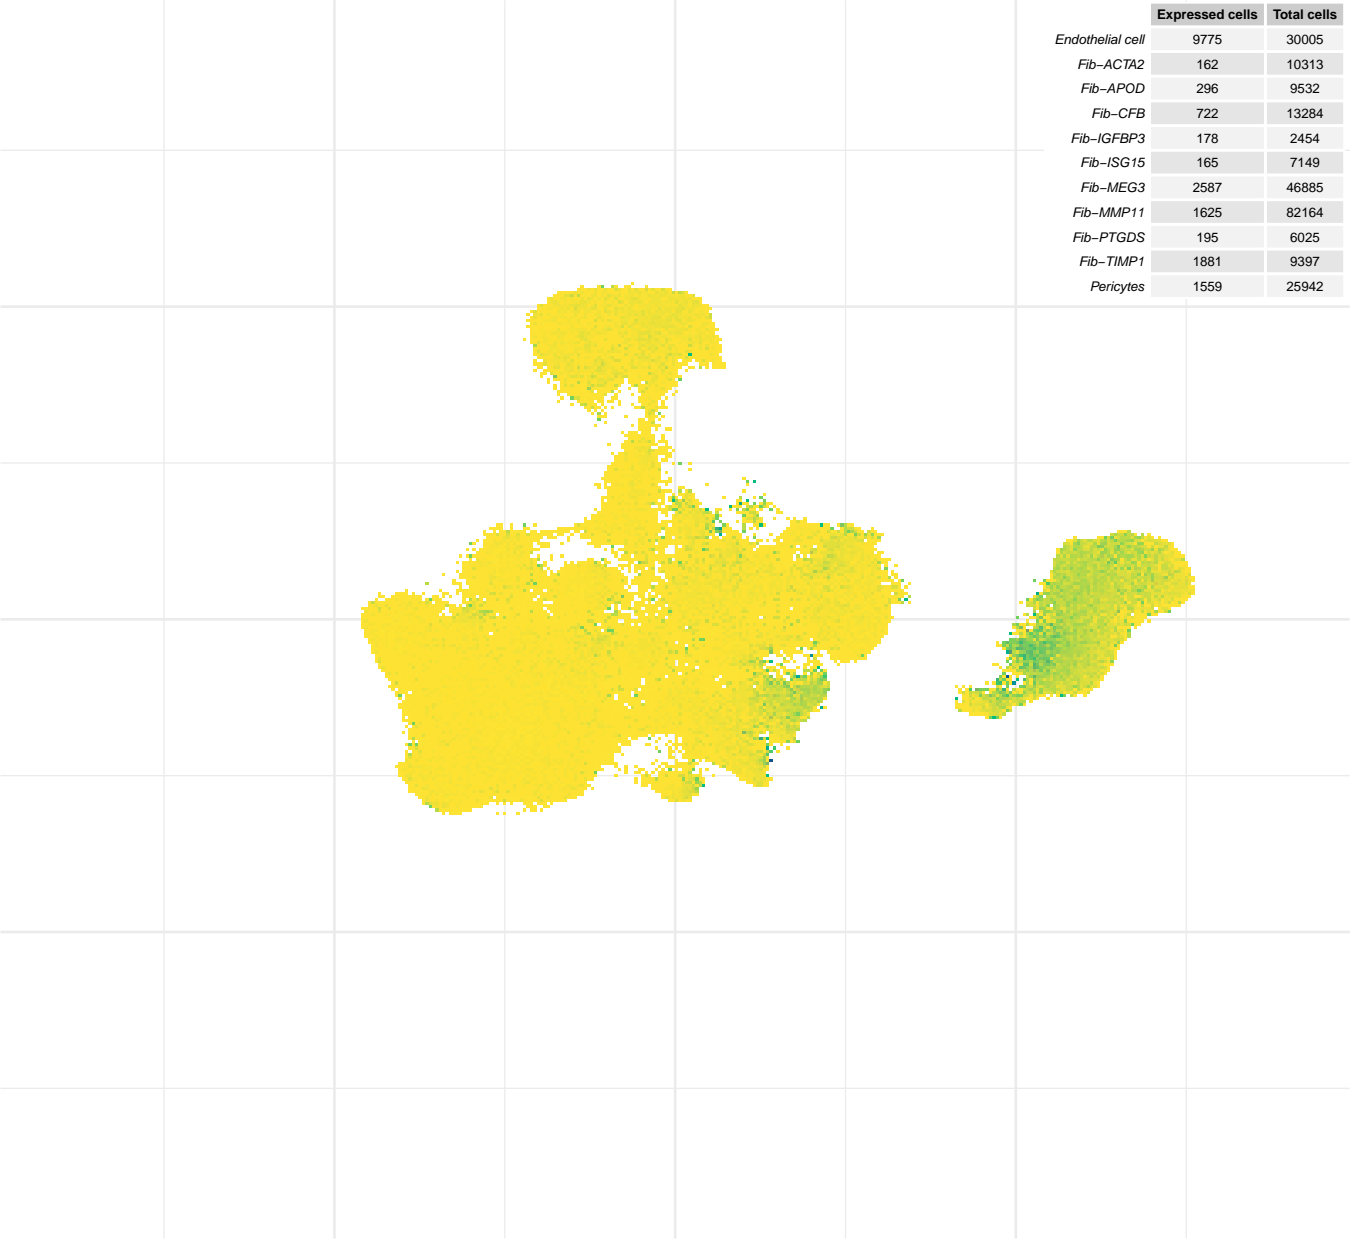 Expressed cells Total cells
Endothelial cell 9775 30005
Fib−ACTA2 162 10313
Fib−APOD 296 9532
Fib−CFB 722 13284
Fib−IGFBP3 178 2454
Fib−ISG15 165 7149
Fib−MEG3 2587 46885
Fib−MMP11 1625 82164
Fib−PTGDS 195 6025
Fib−TIMP1 1881 9397
Pericytes 1559 25942